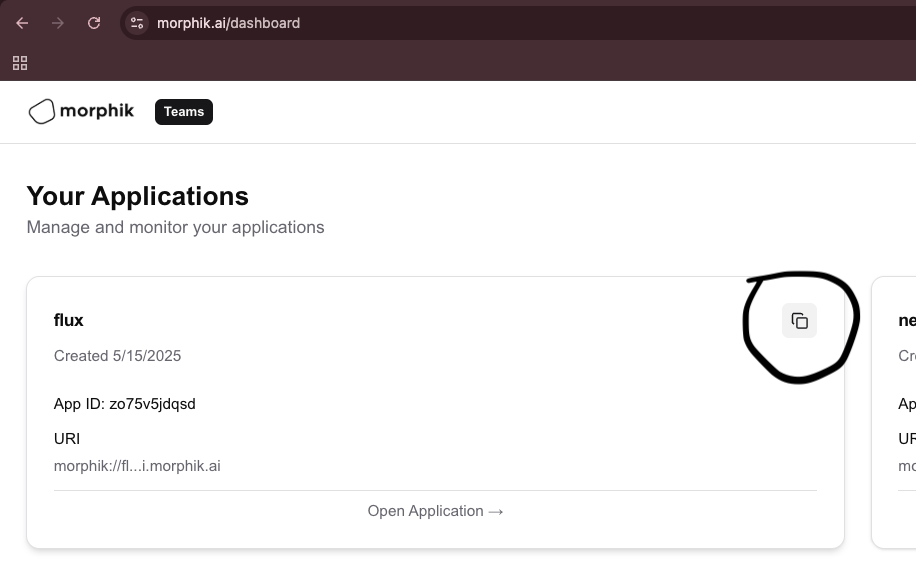 morphik.ai/dashboard
morphik Teams
Your Applications
Manage and monitor your applications
flux
ne
Created 5/15/2025
Cr
App ID: zo75v5jdqsd
Ap
URI
UR
morphik://fl...i.morphik.ai
mo
Open Application →